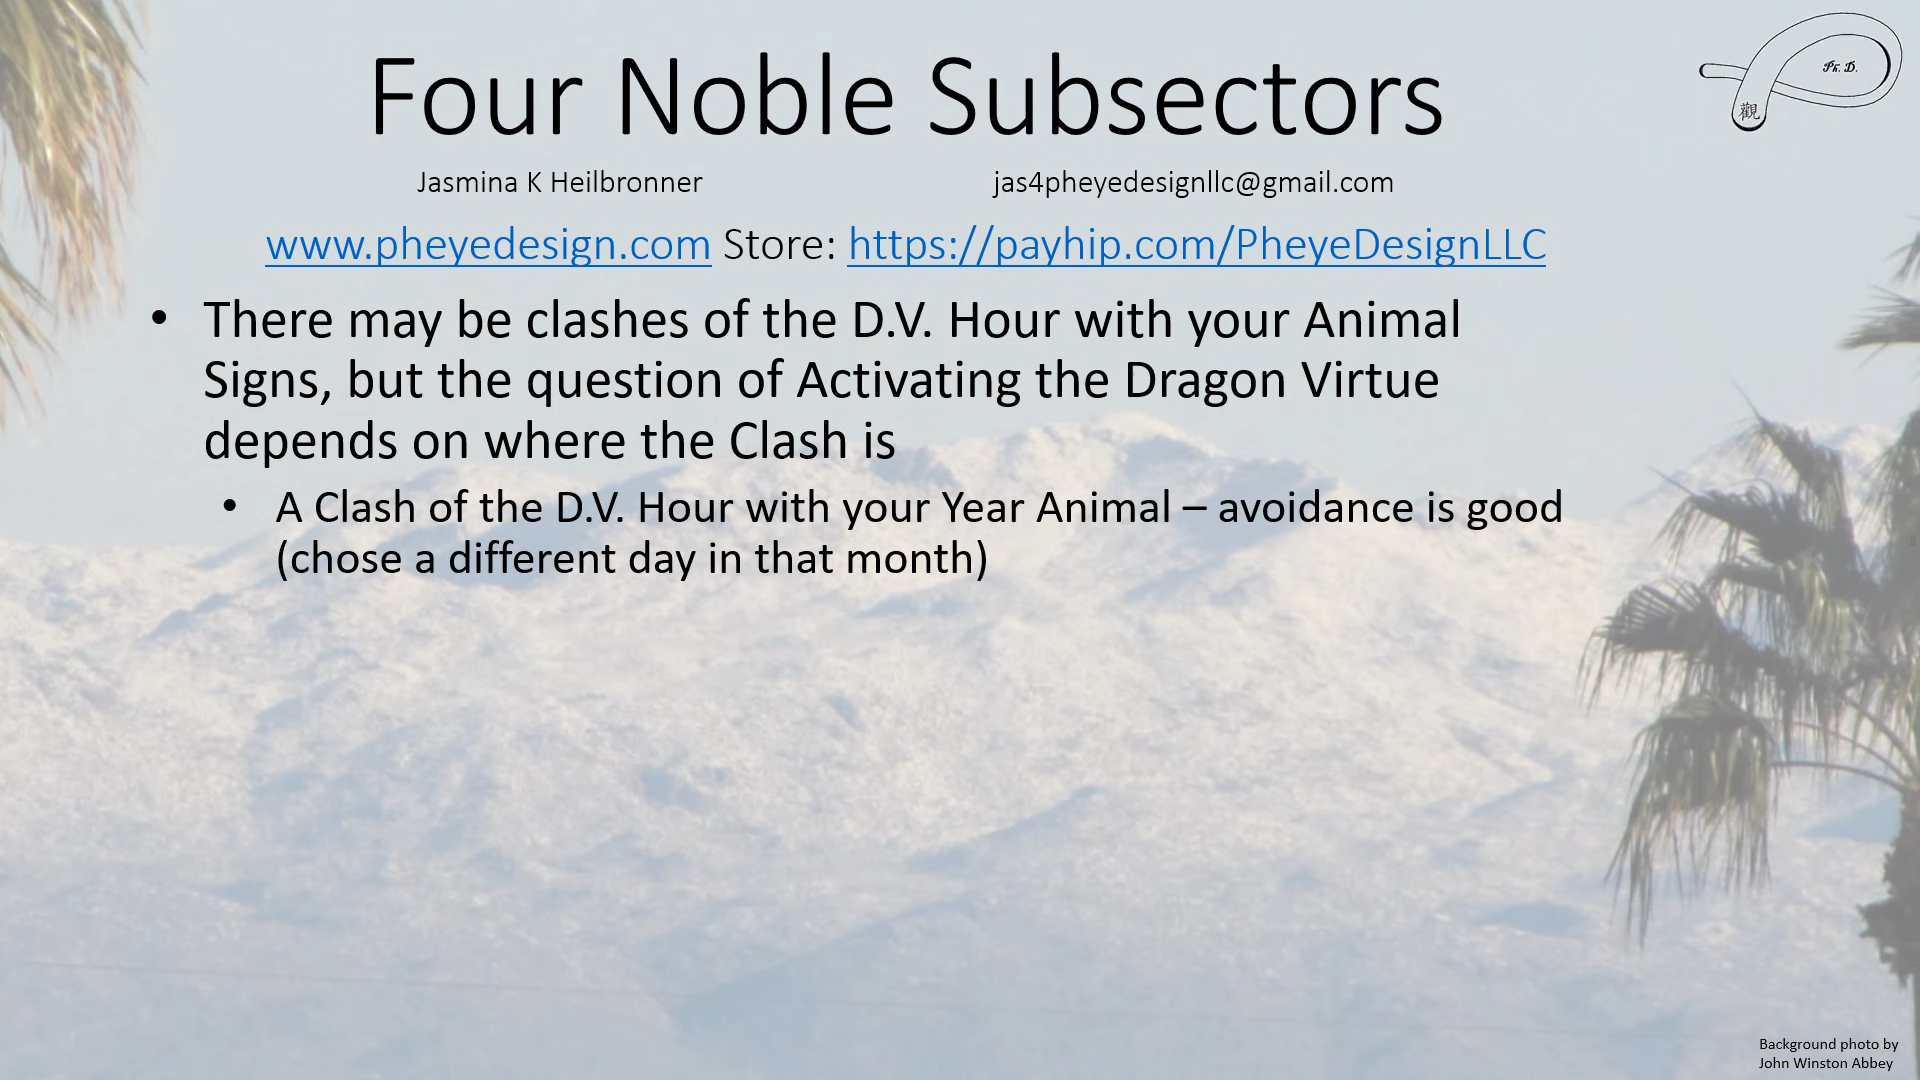 Four Noble Subsectors
Ph. D.
觀
Jasmina K Heilbronner jas4pheyedesignllc@gmail.com
www.pheyedesign.com Store: https://payhip.com/PheyeDesignLLC
• There may be clashes of the D.V. Hour with your Animal
Signs, but the question of Activating the Dragon Virtue
depends on where the Clash is
• A Clash of the D.V. Hour with your Year Animal – avoidance is good
(chose a different day in that month)
Background photo by
John Winston Abbey